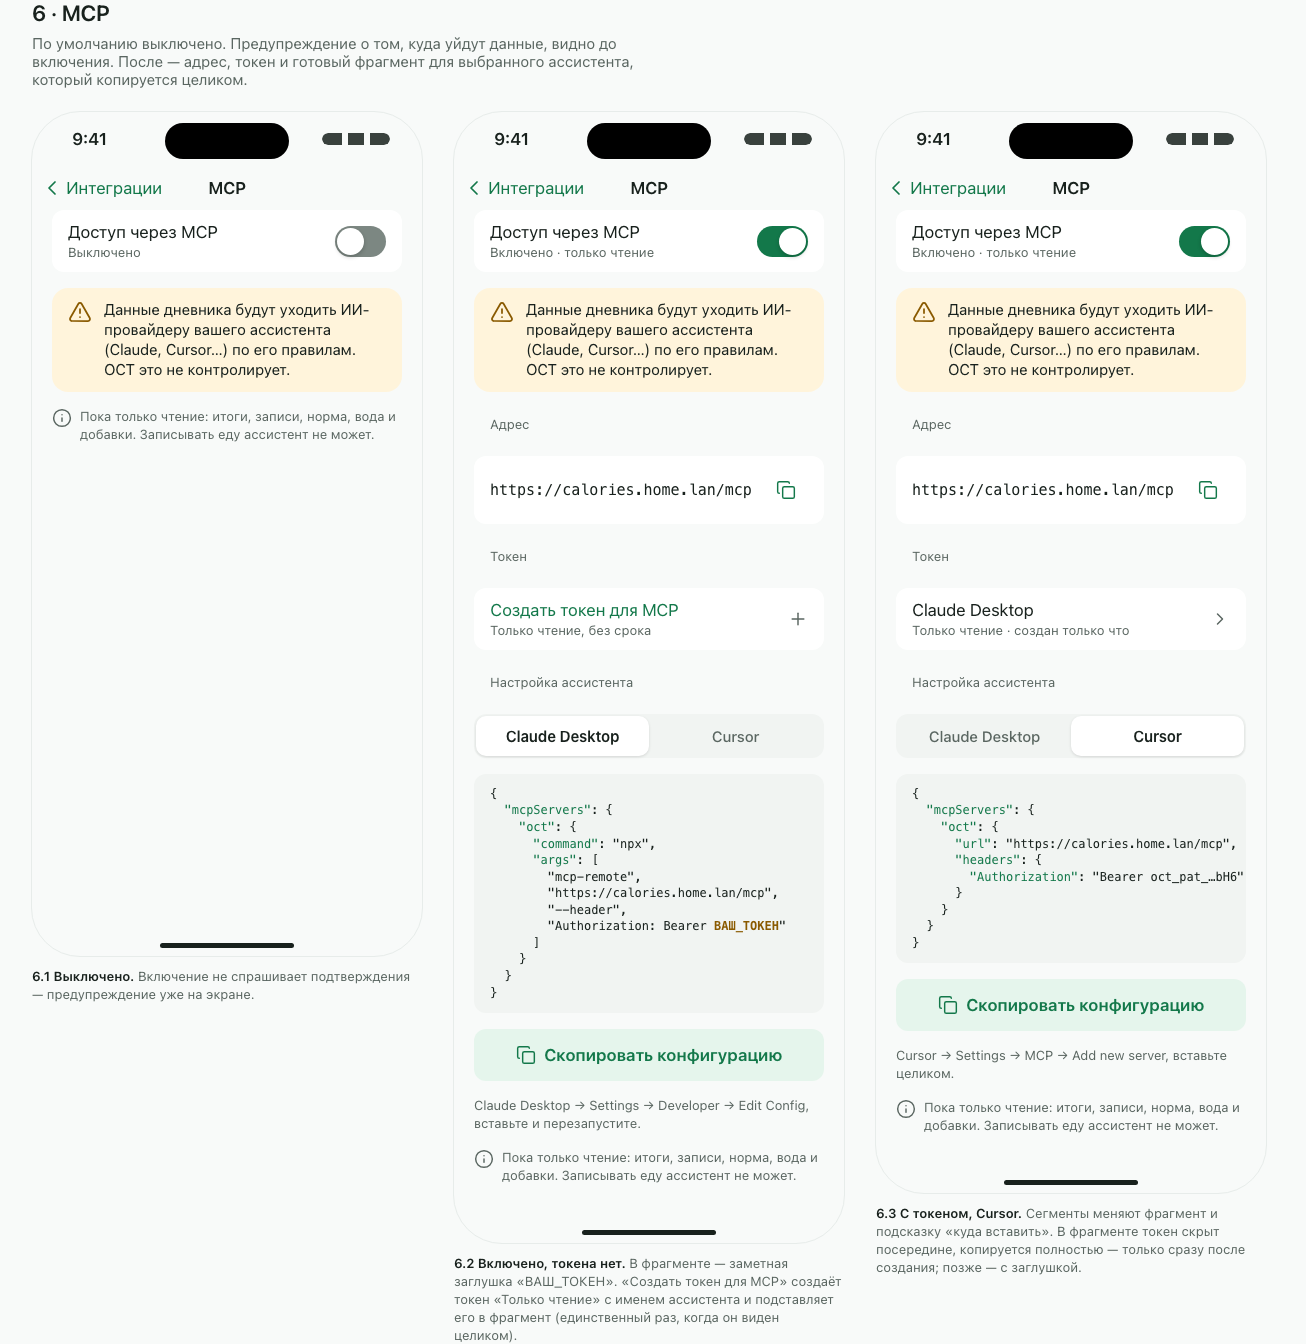 6 · MCP
По умолчанию выключено. Предупреждение о том, куда уйдут данные, видно до
включения. После — адрес, токен и готовый фрагмент для выбранного ассистента,
который копируется целиком.
9:41
Интеграции
MCP
Доступ через MCP
Выключено
Данные дневника будут уходить ИИ-
провайдеру вашего ассистента
(Claude, Cursor…) по его правилам.
ОСТ это не контролирует.
Пока только чтение: итоги, записи, норма, вода и
добавки. Записывать еду ассистент не может.
6.1 Выключено. Включение не спрашивает подтверждения
— предупреждение уже на экране.
9:41
Интеграции
MCP
Доступ через MCP
Включено · только чтение
Данные дневника будут уходить ИИ-
провайдеру вашего ассистента
(Claude, Cursor…) по его правилам.
ОСТ это не контролирует.
Адрес
https://calories.home.lan/mcp
Токен
Создать токен для MCP
Только чтение, без срока
Настройка ассистента
Claude Desktop
Cursor
{
"mcpServers": {
"oct": {
"command": "npx",
"args": [
"mcp-remote",
"https://calories.home.lan/mcp",
"--header",
"Authorization: Bearer ВАШ_ТОКЕН"
]
}
}
}
Скопировать конфигурацию
Claude Desktop → Settings → Developer → Edit Config,
вставьте и перезапустите.
Пока только чтение: итоги, записи, норма, вода и
добавки. Записывать еду ассистент не может.
6.2 Включено, токена нет. В фрагменте — заметная
заглушка «ВАШ_ТОКЕН». «Создать токен для MCP» создаёт
токен «Только чтение» с именем ассистента и подставляет
его в фрагмент (единственный раз, когда он виден
целиком).
9:41
Интеграции
MCP
Доступ через MCP
Включено · только чтение
Данные дневника будут уходить ИИ-
провайдеру вашего ассистента
(Claude, Cursor…) по его правилам.
ОСТ это не контролирует.
Адрес
https://calories.home.lan/mcp
Токен
Claude Desktop
Только чтение · создан только что
Настройка ассистента
Claude Desktop
Cursor
{
"mcpServers": {
"oct": {
"url": "https://calories.home.lan/mcp",
"headers": {
"Authorization": "Bearer oct_pat_…bH6"
}
}
}
}
Скопировать конфигурацию
Cursor → Settings → MCP → Add new server, вставьте
целиком.
Пока только чтение: итоги, записи, норма, вода и
добавки. Записывать еду ассистент не может.
6.3 С токеном, Cursor. Сегменты меняют фрагмент и
подсказку «куда вставить». В фрагменте токен скрыт
посередине, копируется полностью — только сразу после
создания; позже — с заглушкой.